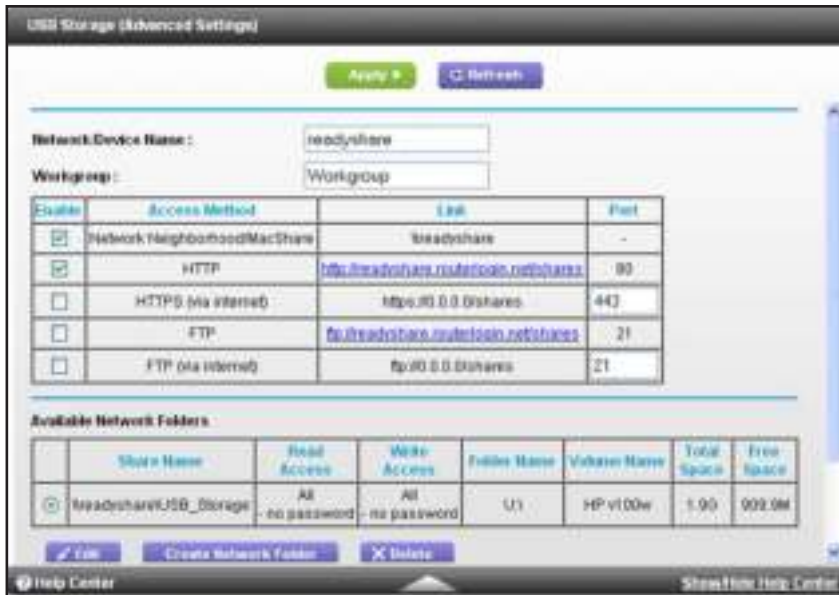 USB Storage (Advanced Settings)
Apply
Refresh
Network/Device Name: readyshare
Workgroup: Workgroup
Enable Access Method Link Port
Network Neighborhood/MacShare \\readyshare -
HTTP http://readyshare.routerlogin.net/shares 80
HTTPS (via internet) https://0.0.0.0/shares 443
FTP ftp://readyshare.routerlogin.net/shares 21
FTP (via internet) ftp://0.0.0.0/shares 21
Available Network Folders
Share Name Read Access Write Access Folder Name Volume Name Total Space Free Space
\\readyshare\USB_Storage All - no password All - no password U:\ HP v100w 1.9G
Edit
Create Network Folder
Delete
Help Center
Show/Hide Help Center